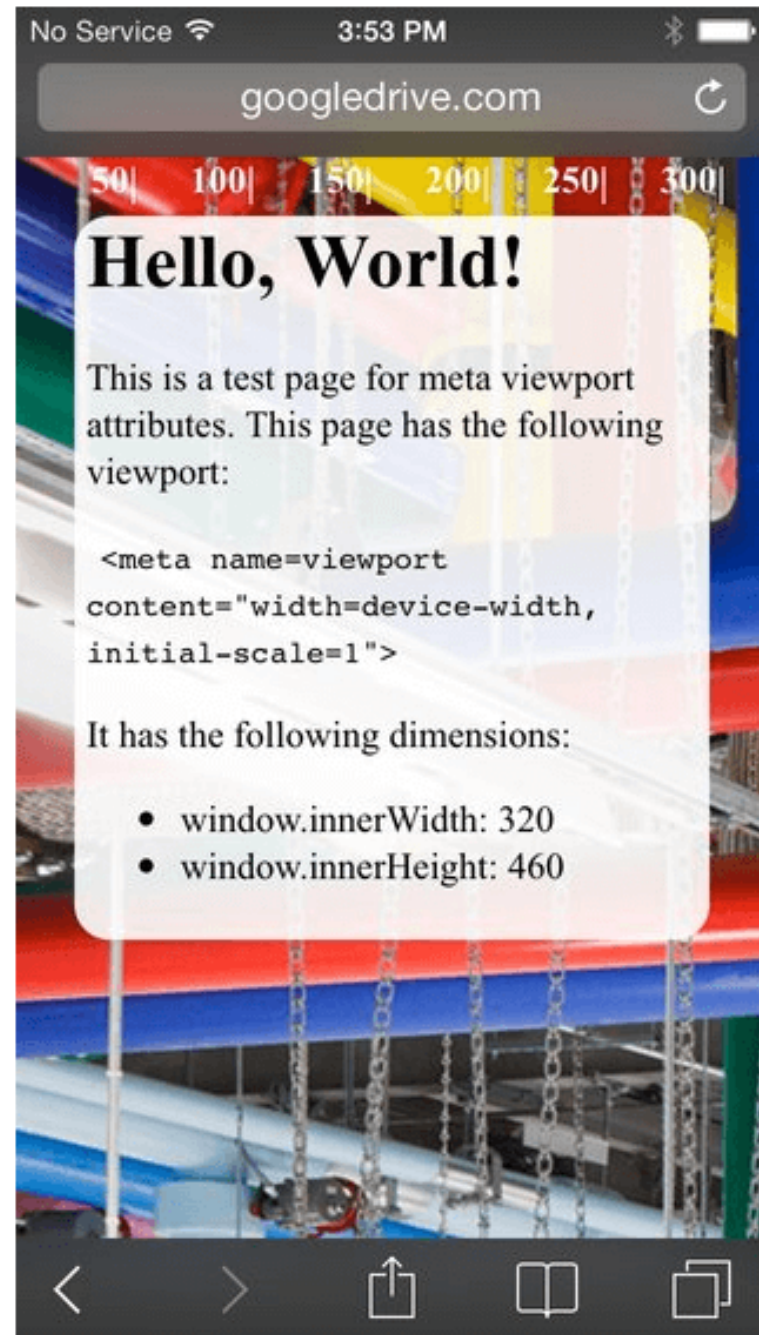 No Service 3:53 PM
googledrive.com
50| 100| 150| 200| 250| 300|
Hello, World!
This is a test page for meta viewport
attributes. This page has the following
viewport:
<meta name=viewport
content="width=device-width,
initial-scale=1">
It has the following dimensions:
• window.innerWidth: 320
• window.innerHeight: 460